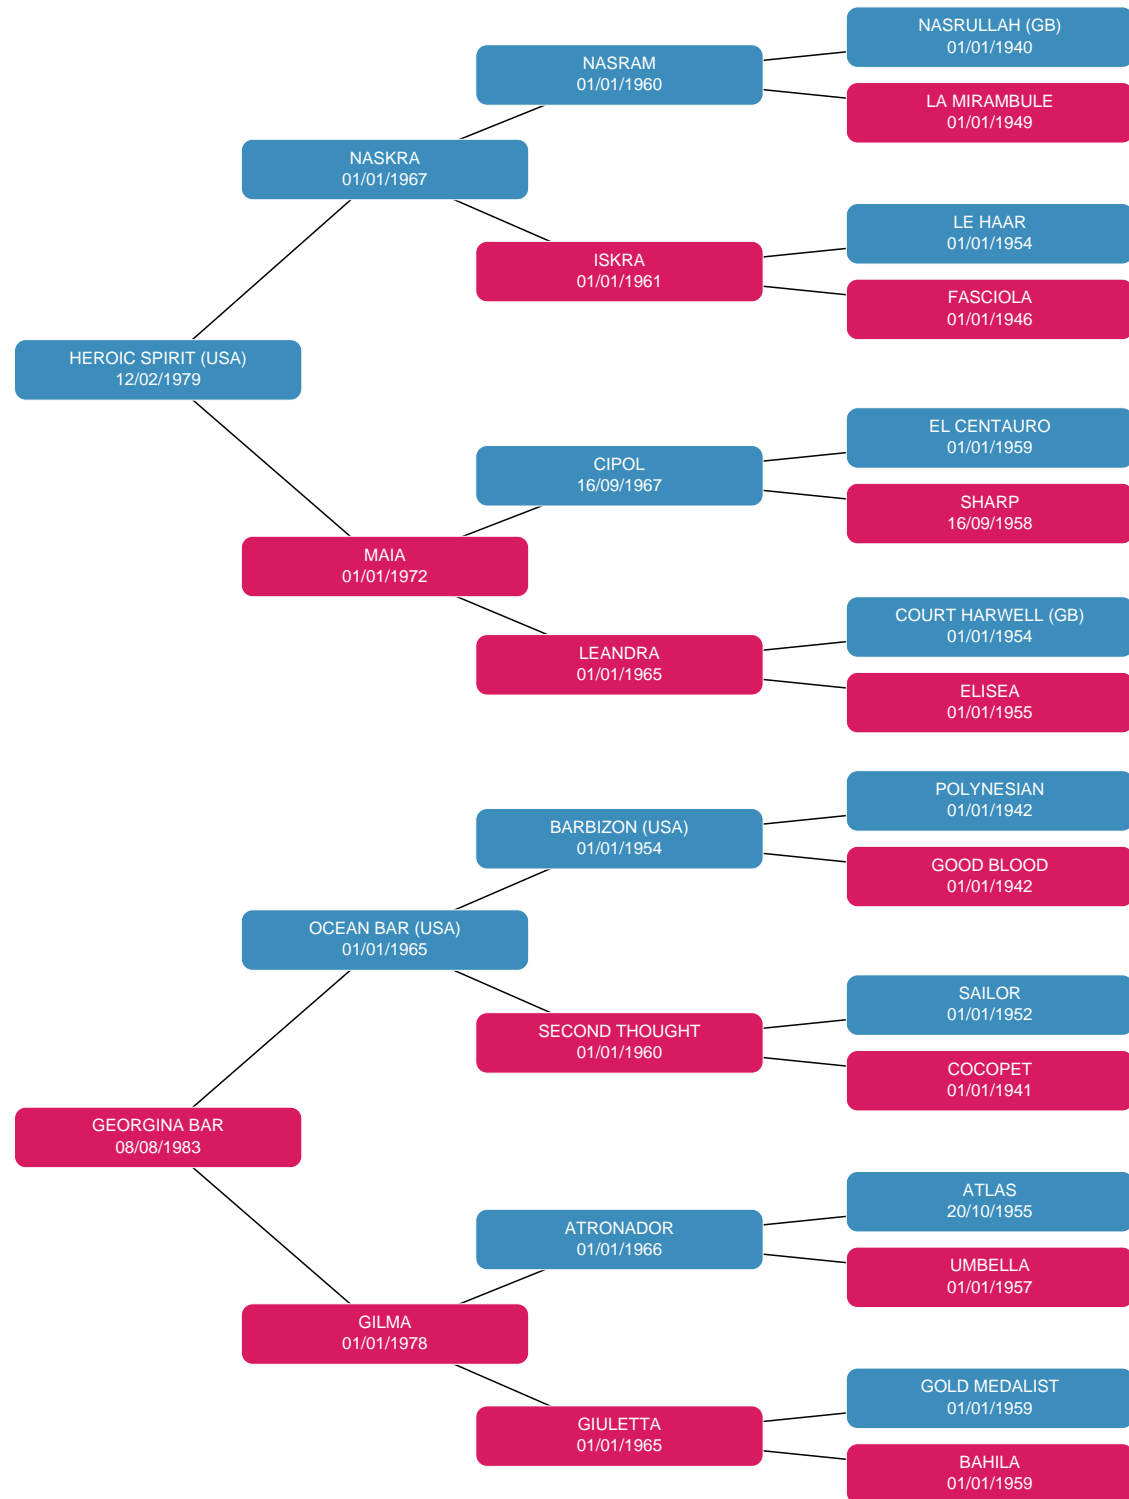 NASRULLAH (GB)
01/01/1940
NASRAM
01/01/1960
LA MIRAMBULE
01/01/1949
NASKRA
01/01/1967
LE HAAR
01/01/1954
ISKRA
01/01/1961
FASCIOLA
01/01/1946
HEROIC SPIRIT (USA)
12/02/1979
EL CENTAURO
01/01/1959
CIPOL
16/09/1967
SHARP
16/09/1958
MAIA
01/01/1972
COURT HARWELL (GB)
01/01/1954
LEANDRA
01/01/1965
ELISEA
01/01/1955
POLYNESIAN
01/01/1942
BARBIZON (USA)
01/01/1954
GOOD BLOOD
01/01/1942
OCEAN BAR (USA)
01/01/1965
SAILOR
01/01/1952
SECOND THOUGHT
01/01/1960
COCOPET
01/01/1941
GEORGINA BAR
08/08/1983
ATLAS
20/10/1955
ATRONADOR
01/01/1966
UMBELLA
01/01/1957
GILMA
01/01/1978
GOLD MEDALIST
01/01/1959
GIULETTA
01/01/1965
BAHILA
01/01/1959